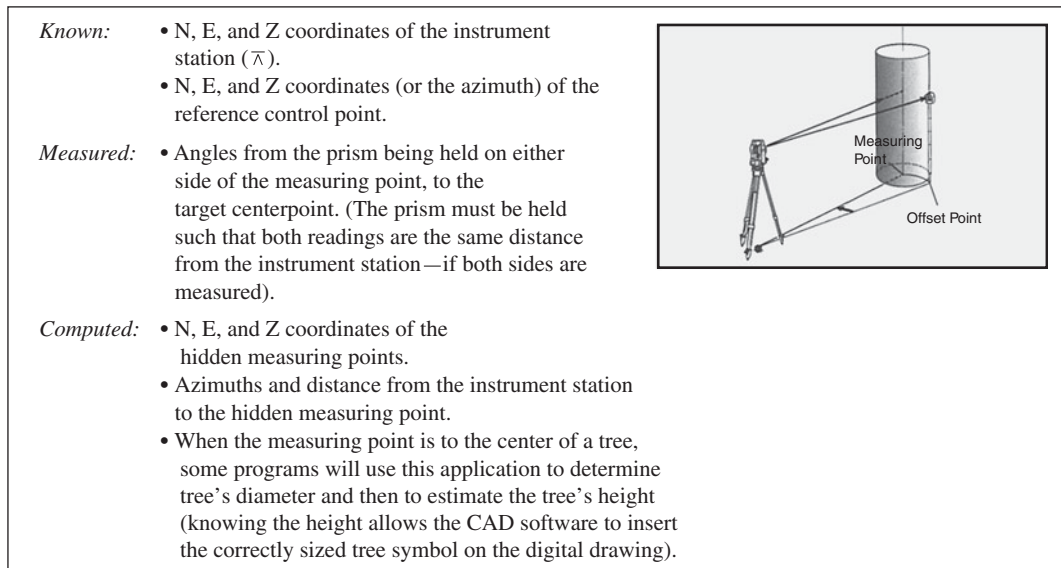 Known: • N, E, and Z coordinates of the instrument
station (⊼).
• N, E, and Z coordinates (or the azimuth) of the
reference control point.
Measured: • Angles from the prism being held on either
side of the measuring point, to the
target centerpoint. (The prism must be held
such that both readings are the same distance
from the instrument station—if both sides are
measured).
Computed: • N, E, and Z coordinates of the
hidden measuring points.
• Azimuths and distance from the instrument station
to the hidden measuring point.
• When the measuring point is to the center of a tree,
some programs will use this application to determine
tree's diameter and then to estimate the tree's height
(knowing the height allows the CAD software to insert
the correctly sized tree symbol on the digital drawing).
Measuring
Point
Offset Point